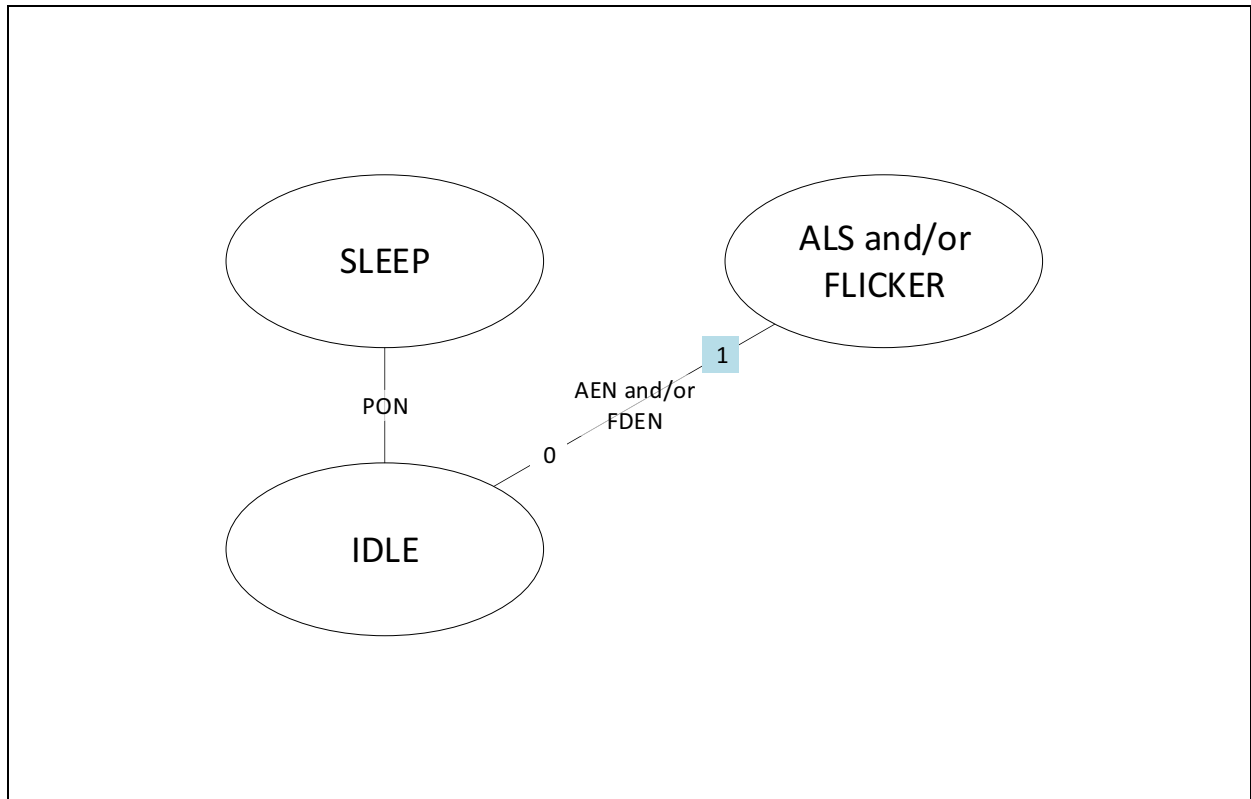 SLEEP
ALS and/or
FLICKER
1
PON
AEN and/or
FDEN
0
IDLE